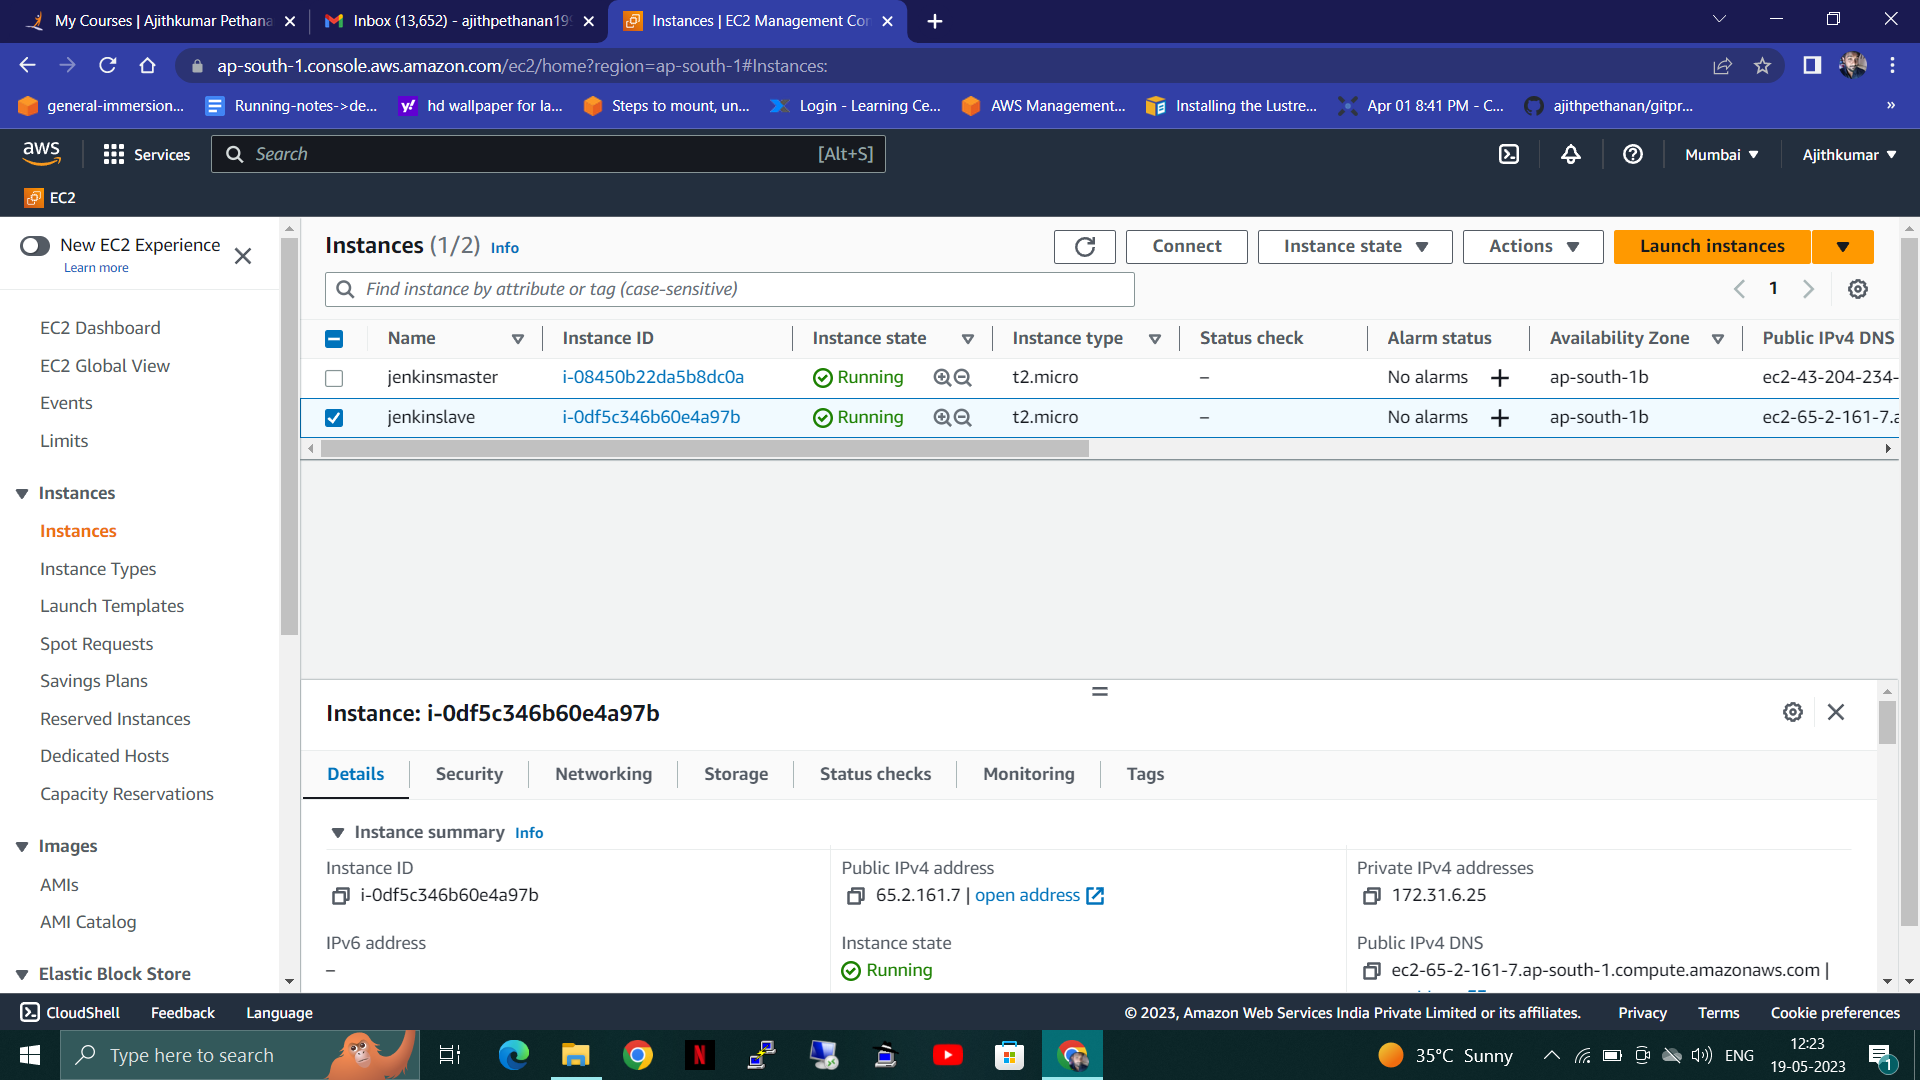 My Courses | Ajithkumar Pethana
Inbox (13,652) - ajithpethanan199
Instances | EC2 Management Con
ap-south-1.console.aws.amazon.com/ec2/home?region=ap-south-1#Instances:
general-immersion...
Running-notes->de...
hd wallpaper for la...
Steps to mount, un...
Login - Learning Ce...
AWS Management...
Installing the Lustre...
Apr 01 8:41 PM - C...
ajithpethanan/gitpr...
»
aws
Services
Search
[Alt+S]
Mumbai
Ajithkumar
EC2
New EC2 Experience
Learn more
EC2 Dashboard
EC2 Global View
Events
Limits
Instances
Instances
Instance Types
Launch Templates
Spot Requests
Savings Plans
Reserved Instances
Dedicated Hosts
Capacity Reservations
Images
AMIs
AMI Catalog
Elastic Block Store
Instances (1/2) Info
Connect
Instance state
Actions
Launch instances
Find instance by attribute or tag (case-sensitive)
1
Name Instance ID Instance state Instance type Status check Alarm status Availability Zone Public IPv4 DNS
jenkinsmaster i-08450b22da5b8dc0a Running t2.micro – No alarms ap-south-1b ec2-43-204-234-
jenkinslave i-0df5c346b60e4a97b Running t2.micro – No alarms ap-south-1b ec2-65-2-161-7.a
Instance: i-0df5c346b60e4a97b
Details Security Networking Storage Status checks Monitoring Tags
Instance summary Info
Instance ID
i-0df5c346b60e4a97b
Public IPv4 address
65.2.161.7 | open address
Private IPv4 addresses
172.31.6.25
IPv6 address
–
Instance state
Running
Public IPv4 DNS
ec2-65-2-161-7.ap-south-1.compute.amazonaws.com |
CloudShell
Feedback
Language
© 2023, Amazon Web Services India Private Limited or its affiliates.
Privacy
Terms
Cookie preferences
Type here to search
35°C Sunny
ENG
12:23
19-05-2023
1